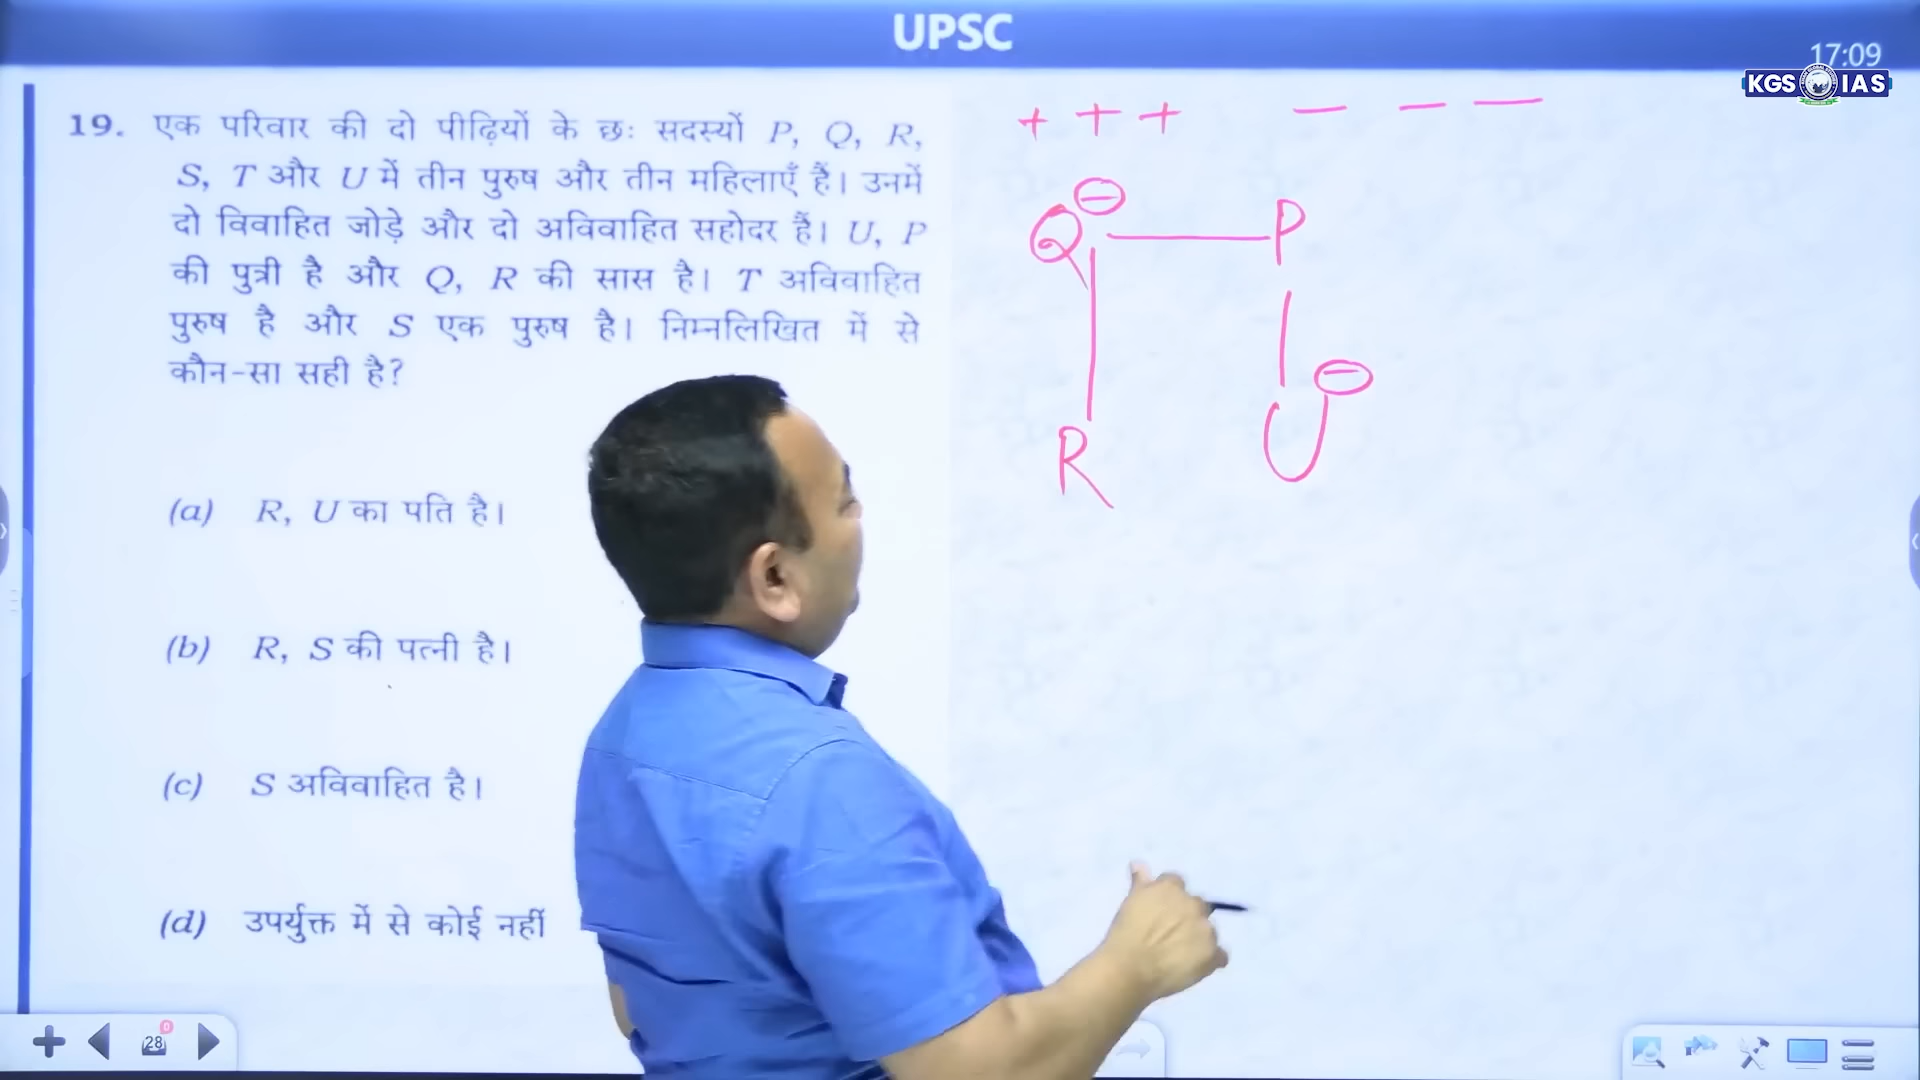 UPSC
17:09
KGS IAS
19. एक परिवार की दो पीढ़ियों के छः सदस्यों P, Q, R,
S, T और U में तीन पुरुष और तीन महिलाएँ हैं। उनमें
दो विवाहित जोड़े और दो अविवाहित सहोदर हैं। U, P
की पुत्री है और Q, R की सास है। T अविवाहित
पुरुष है और S एक पुरुष है। निम्नलिखित में से
कौन-सा सही है?
(a) R, U का पति है।
(b) R, S की पत्नी है।
(c) S अविवाहित है।
(d) उपर्युक्त में से कोई नहीं
+ + + — — —
Q — P
R U
28
0